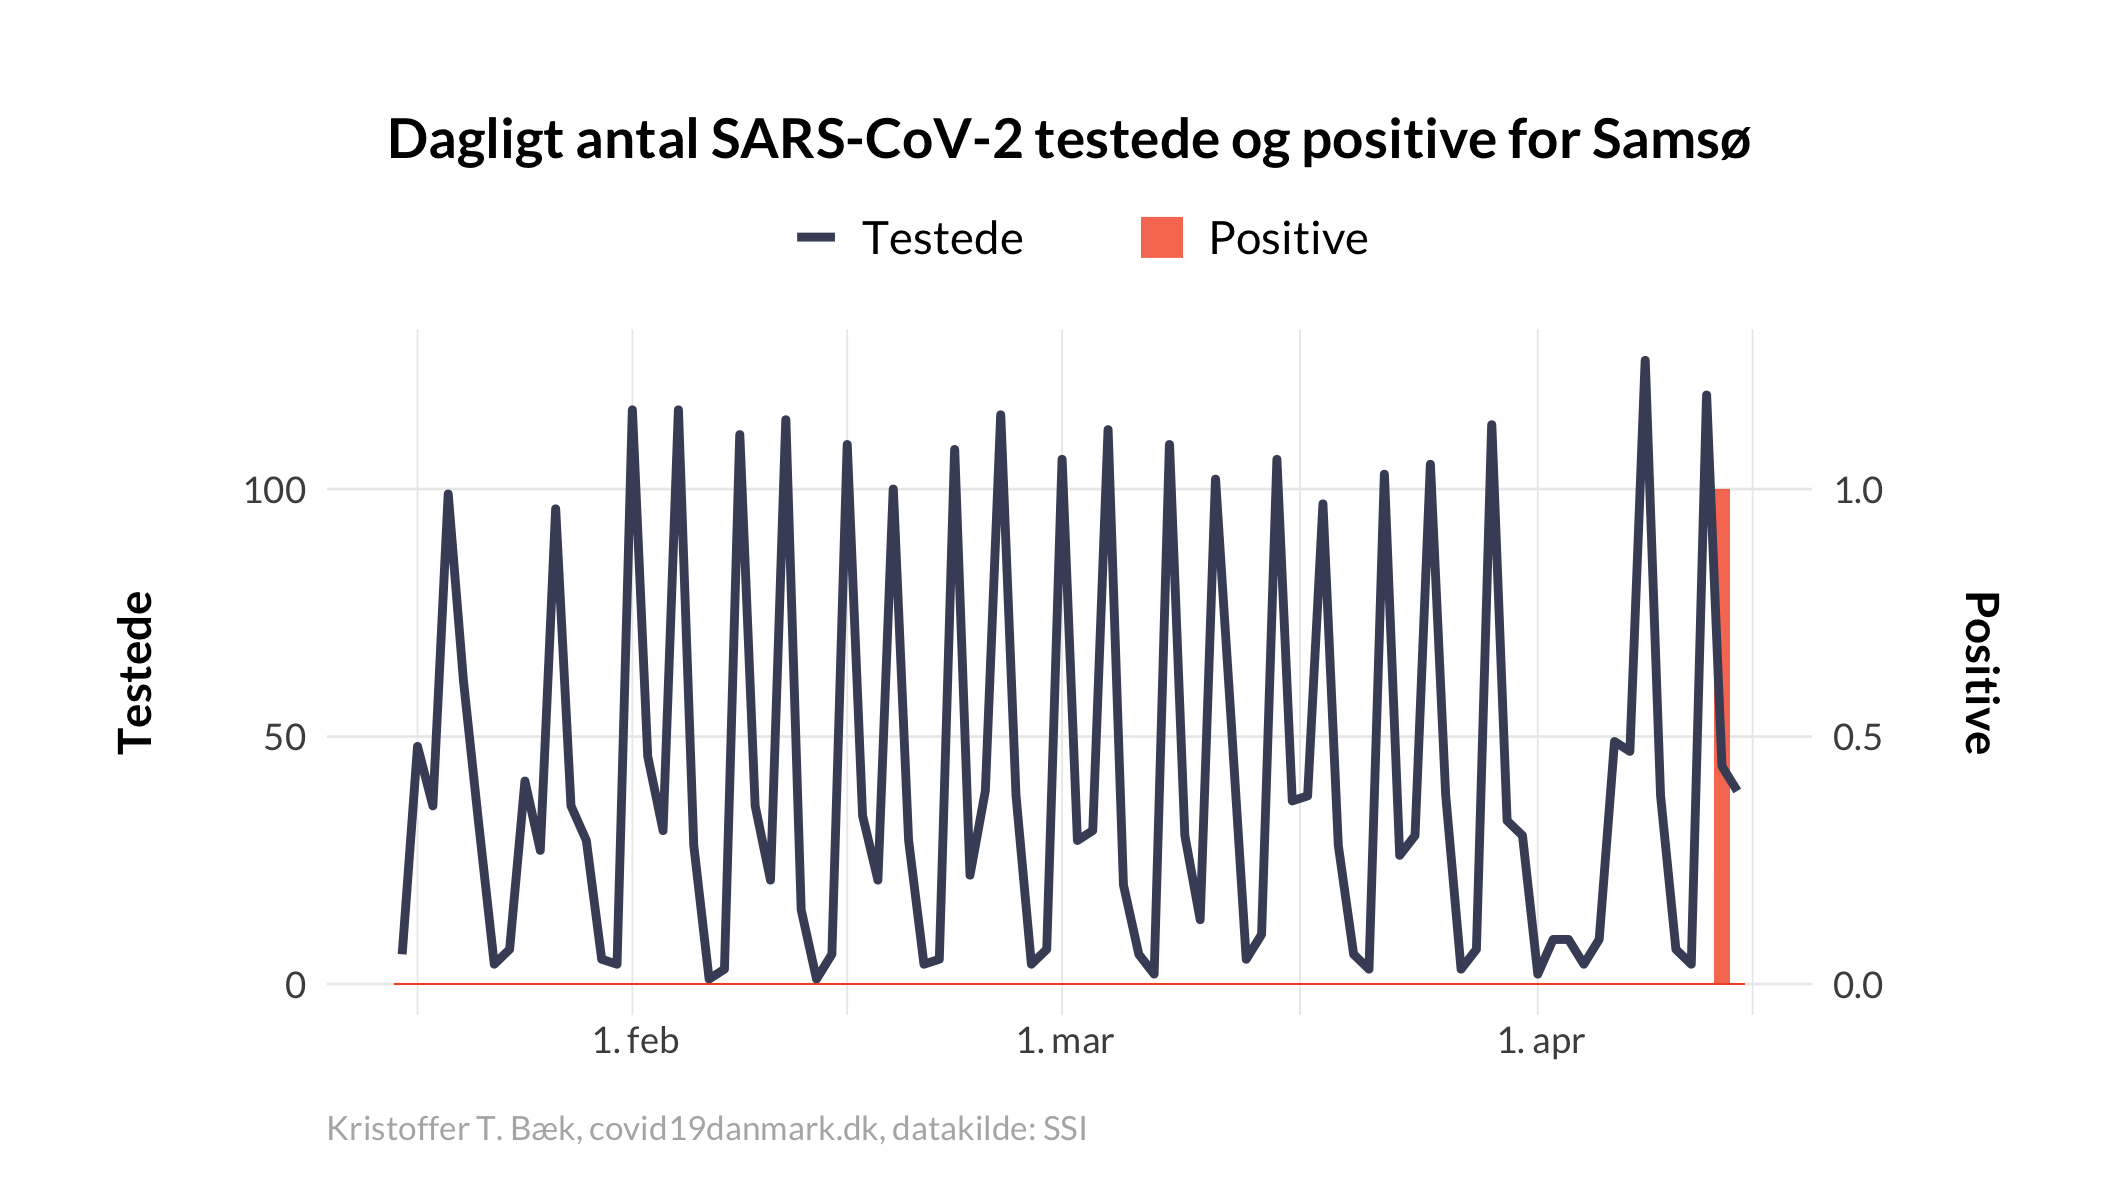 Dagligt antal SARS-CoV-2 testede og positive for Samsø
Testede
Positive
100
50
0
Testede
1.0
0.5
0.0
Positive
1. feb
1. mar
1. apr
Kristoffer T. Bæk, covid19danmark.dk, datakilde: SSI